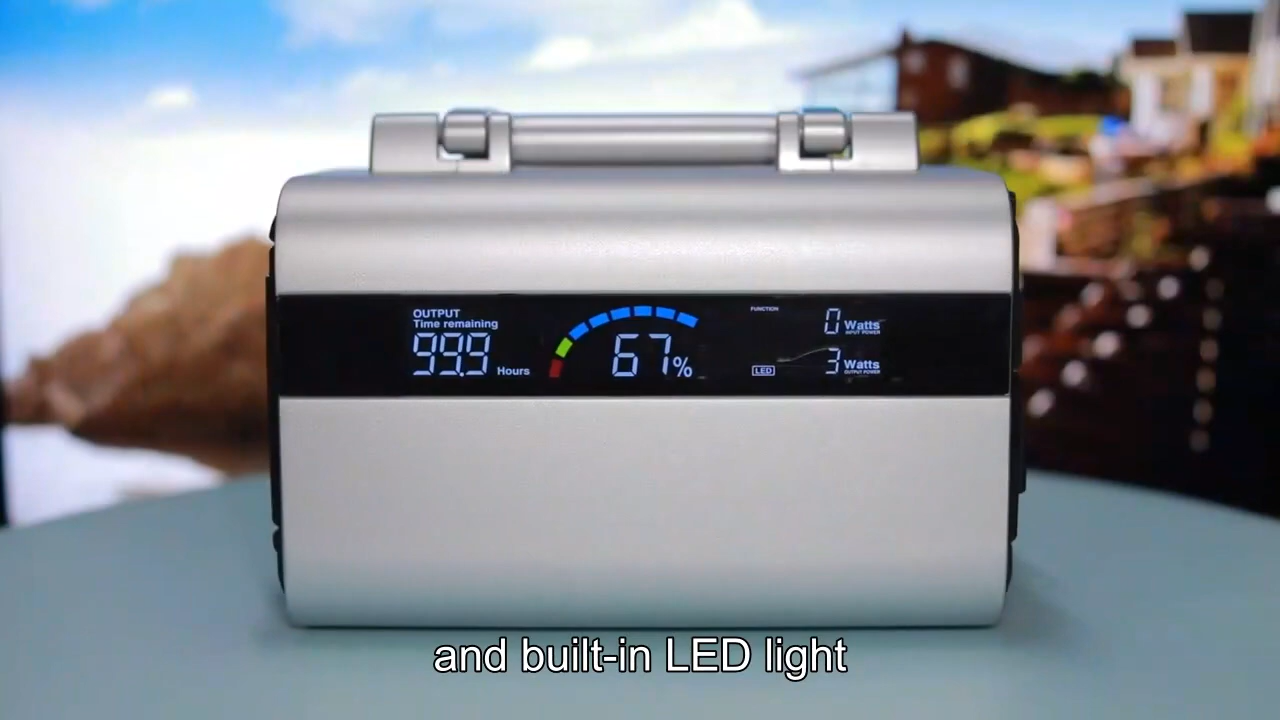 OUTPUT
Time remaining
99.9 Hours
67%
FUNCTION
0 Watts
INPUT POWER
LED
3 Watts
OUTPUT POWER
and built-in LED light